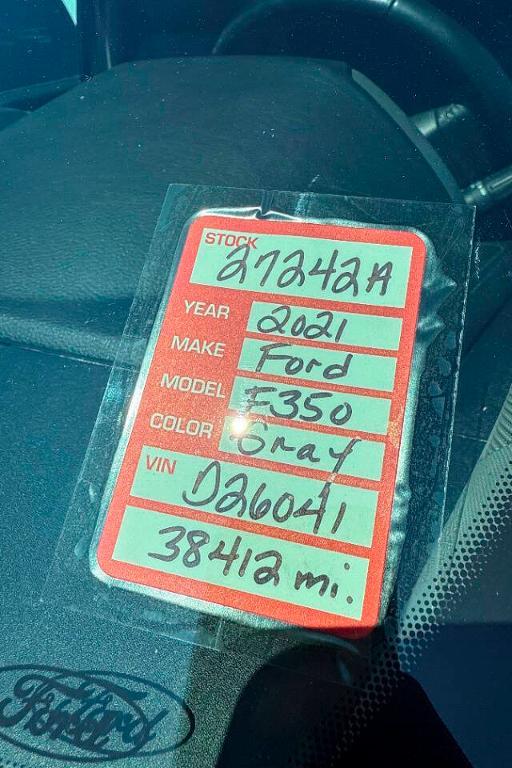 STOCK
27242A
YEAR 2021
MAKE Ford
MODEL F350
COLOR Gray
VIN D26041
38412 mi.
Ford